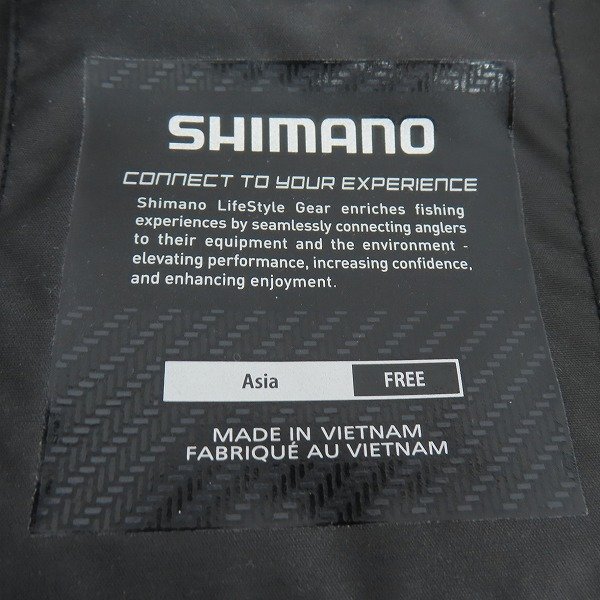 SHIMANO
CONNECT TO YOUR EXPERIENCE
Shimano LifeStyle Gear enriches fishing
experiences by seamlessly connecting anglers
to their equipment and the environment -
elevating performance, increasing confidence,
and enhancing enjoyment.
Asia FREE
MADE IN VIETNAM
FABRIQUÉ AU VIETNAM